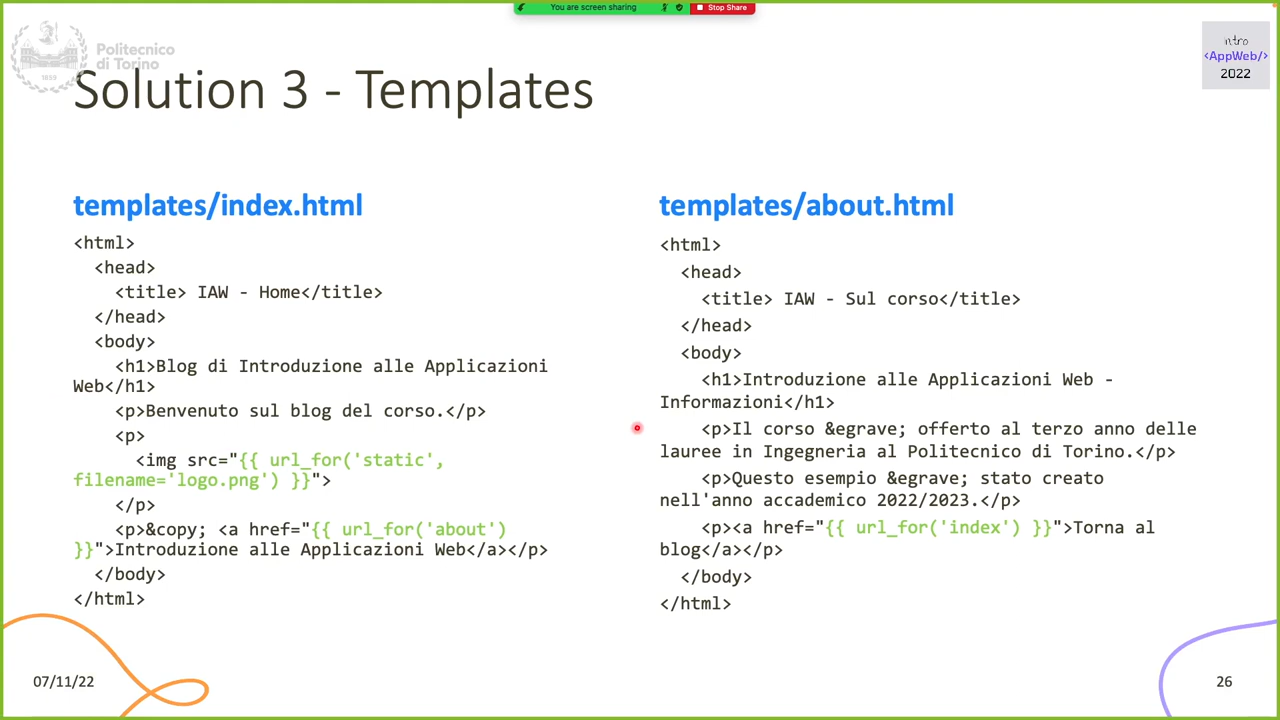 You are screen sharing
Stop Share
Politecnico
di Torino
1859
intro
<AppWeb/>
2022
Solution 3 - Templates
templates/index.html
<html>
<head>
<title> IAW - Home</title>
</head>
<body>
<h1>Blog di Introduzione alle Applicazioni
Web</h1>
<p>Benvenuto sul blog del corso.</p>
<p>
<img src="{{ url_for('static',
filename='logo.png') }}">
</p>
<p>&copy; <a href="{{ url_for('about')
}}">Introduzione alle Applicazioni Web</a></p>
</body>
</html>
templates/about.html
<html>
<head>
<title> IAW - Sul corso</title>
</head>
<body>
<h1>Introduzione alle Applicazioni Web -
Informazioni</h1>
<p>Il corso &egrave; offerto al terzo anno delle
lauree in Ingegneria al Politecnico di Torino.</p>
<p>Questo esempio &egrave; stato creato
nell'anno accademico 2022/2023.</p>
<p><a href="{{ url_for('index') }}">Torna al
blog</a></p>
</body>
</html>
07/11/22
26